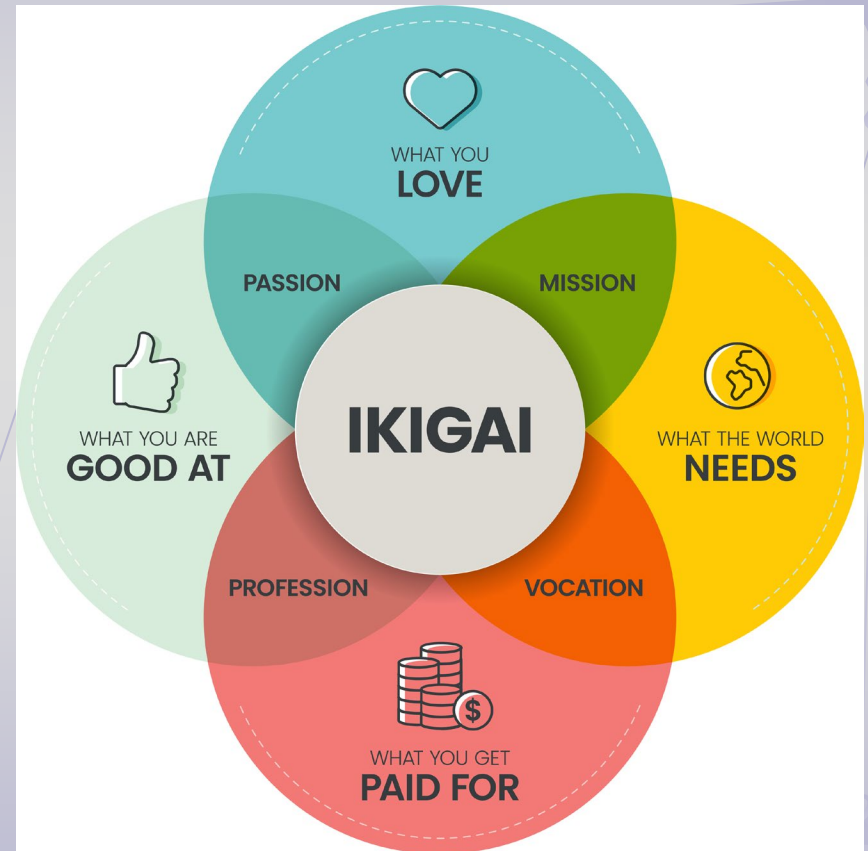 WHAT YOU
LOVE
PASSION
MISSION
WHAT YOU ARE
GOOD AT
IKIGAI
WHAT THE WORLD
NEEDS
PROFESSION
VOCATION
$
WHAT YOU GET
PAID FOR